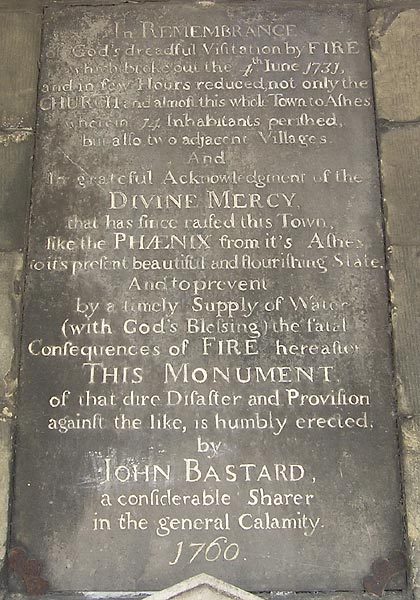 In REMEMBRANCE
of God's dreadful Viſitation by FIRE
which broke out the 4th Iune 1731,
and in few Hours reduced, not only the
CHURCH and almoſt this whole Town to Aſhes
wherein 14 Inhabitants periſhed,
but alſo two adjacent Villages.
And
In grateful Acknowledgment of the
DIVINE MERCY,
that has ſince raiſed this Town,
like the PHÆNIX from it's Aſhes
to it's preſent beautiful and flouriſhing State,
And to prevent
by a timely Supply of Water
(with God's Bleſsing) the fatal
Conſequences of FIRE hereafter
THIS MONUMENT
of that dire Diſaſter and Proviſion
againſt the like, is humbly erected,
by
IOHN BASTARD,
a conſiderable Sharer
in the general Calamity.
1760.